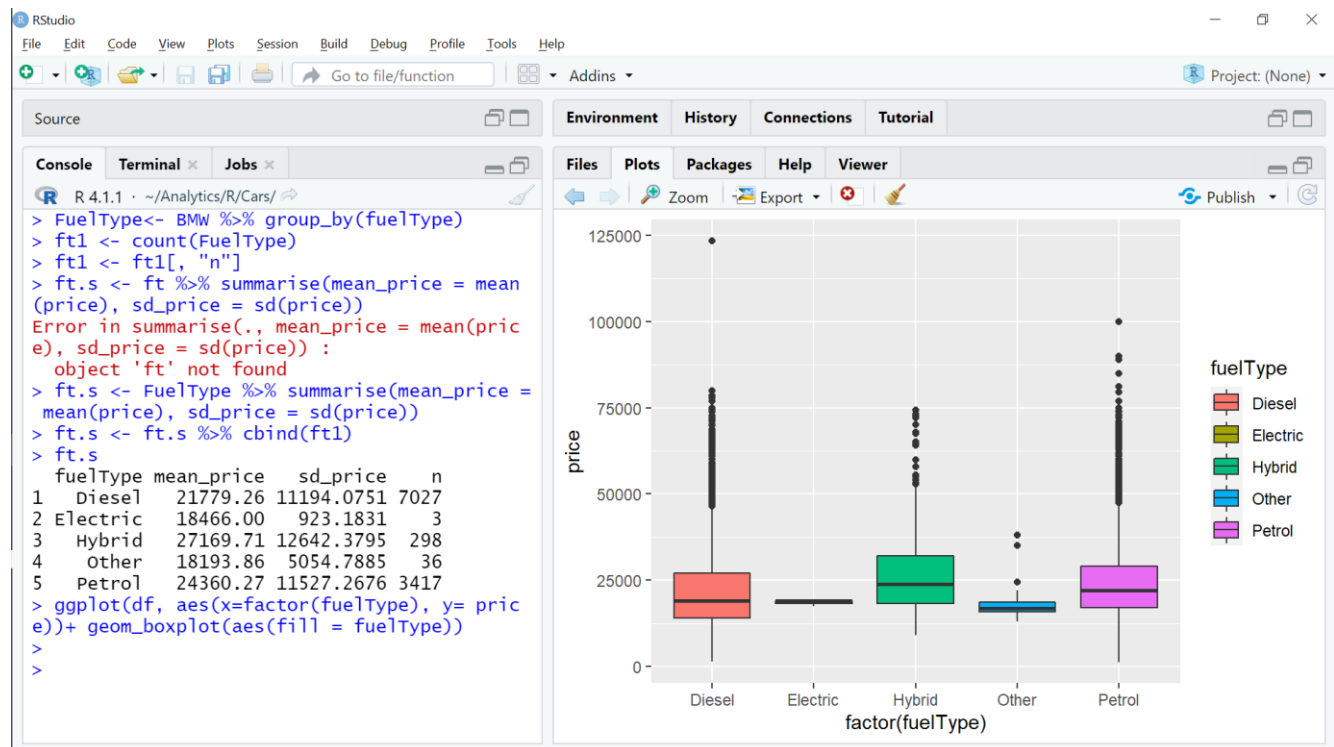 RStudio
File Edit Code View Plots Session Build Debug Profile Tools Help
Go to file/function Addins Project: (None)
Source
Console Terminal Jobs
R 4.1.1 · ~/Analytics/R/Cars/
> FuelType<- BMW %>% group_by(fuelType)
> ft1 <- count(FuelType)
> ft1 <- ft1[, "n"]
> ft.s <- ft %>% summarise(mean_price = mean
(price), sd_price = sd(price))
Error in summarise(., mean_price = mean(pric
e), sd_price = sd(price)) :
object 'ft' not found
> ft.s <- FuelType %>% summarise(mean_price =
mean(price), sd_price = sd(price))
> ft.s <- ft.s %>% cbind(ft1)
> ft.s
fuelType mean_price sd_price n
1 Diesel 21779.26 11194.0751 7027
2 Electric 18466.00 923.1831 3
3 Hybrid 27169.71 12642.3795 298
4 Other 18193.86 5054.7885 36
5 Petrol 24360.27 11527.2676 3417
> ggplot(df, aes(x=factor(fuelType), y= pric
e))+ geom_boxplot(aes(fill = fuelType))
>
>
Environment History Connections Tutorial
Files Plots Packages Help Viewer
Zoom Export Publish
125000
100000
75000
50000
25000
0
price
Diesel Electric Hybrid Other Petrol
factor(fuelType)
fuelType
Diesel
Electric
Hybrid
Other
Petrol